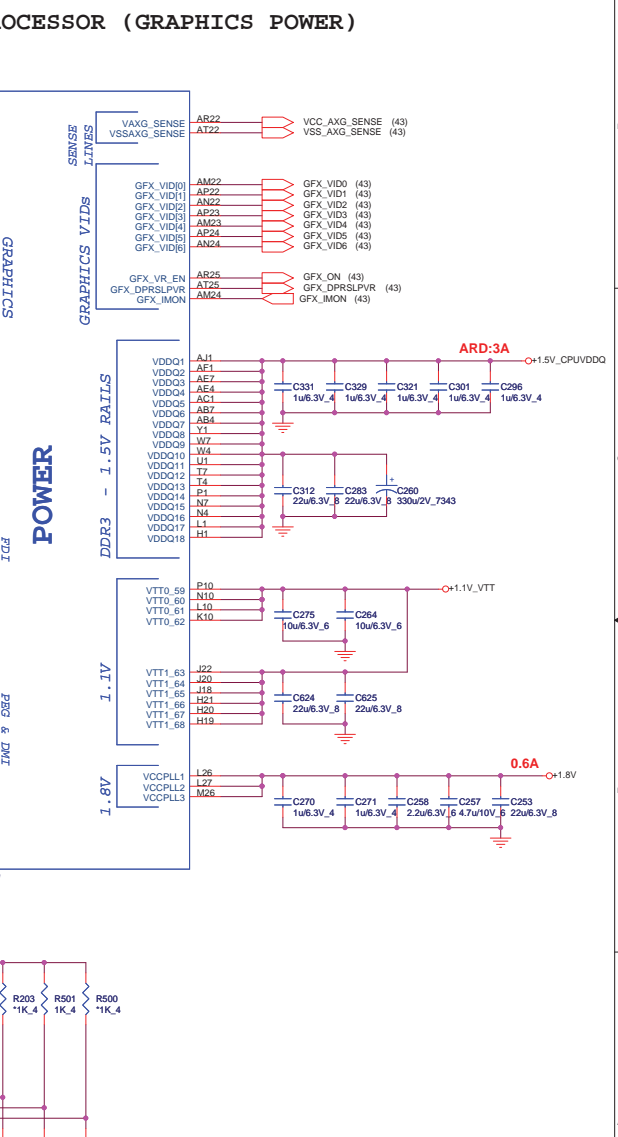 OCESSOR (GRAPHICS POWER)
SENSE LINES
VAXG_SENSE AR22 VCC_AXG_SENSE (43)
VSSAXG_SENSE AT22 VSS_AXG_SENSE (43)
GRAPHICS VIDs
GFX_VID[0] AM22 GFX_VID0 (43)
GFX_VID[1] AP22 GFX_VID1 (43)
GFX_VID[2] AN22 GFX_VID2 (43)
GFX_VID[3] AP23 GFX_VID3 (43)
GFX_VID[4] AM23 GFX_VID4 (43)
GFX_VID[5] AP24 GFX_VID5 (43)
GFX_VID[6] AN24 GFX_VID6 (43)
GFX_VR_EN AR25 GFX_ON (43)
GFX_DPRSLPVR AT25 GFX_DPRSLPVR (43)
GFX_IMON AM24 GFX_IMON (43)
GRAPHICS
POWER
FDI
PEG & DMI
DDR3 - 1.5V RAILS
VDDQ1 AJ1
VDDQ2 AF1
VDDQ3 AE7
VDDQ4 AE4
VDDQ5 AC1
VDDQ6 AB7
VDDQ7 AB4
VDDQ8 Y1
VDDQ9 W7
VDDQ10 W4
VDDQ11 U1
VDDQ12 T7
VDDQ13 T4
VDDQ14 P1
VDDQ15 N7
VDDQ16 N4
VDDQ17 L1
VDDQ18 H1
ARD:3A
+1.5V_CPUVDDQ
C331 C329 C321 C301 C296
1u/6.3V_4 1u/6.3V_4 1u/6.3V_4 1u/6.3V_4 1u/6.3V_4
C312 C283 C260
22u/6.3V_8 22u/6.3V_8 330u/2V_7343
+
1.1V
VTT0_59 P10
VTT0_60 N10
VTT0_61 L10
VTT0_62 K10
+1.1V_VTT
C275 C264
10u/6.3V_6 10u/6.3V_6
VTT1_63 J22
VTT1_64 J20
VTT1_65 J18
VTT1_66 H21
VTT1_67 H20
VTT1_68 H19
C624 C625
22u/6.3V_8 22u/6.3V_8
1.8V
VCCPLL1 L26
VCCPLL2 L27
VCCPLL3 M26
0.6A
+1.8V
C270 C271 C258 C257 C253
1u/6.3V_4 1u/6.3V_4 2.2u/6.3V_6 4.7u/10V_6 22u/6.3V_8
R203 R501 R500
*1K_4 1K_4 *1K_4